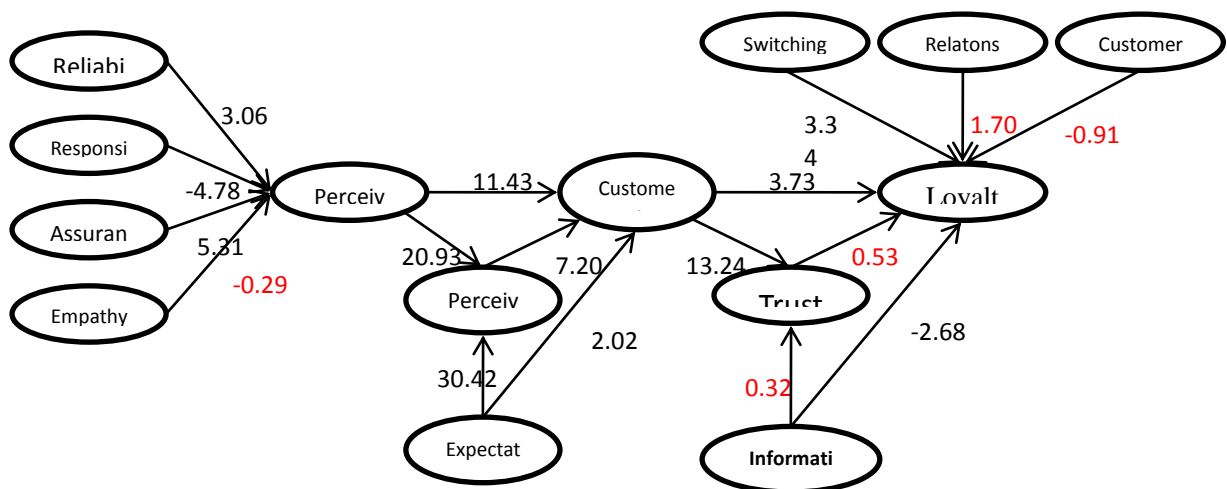 Switching
Relatons
Customer
Reliabi
3.06
3.3
4
1.70
-0.91
Responsi
-4.78
Perceiv
11.43
Custome
3.73
Loyalt
Assuran
5.31
-0.29
20.93
7.20
13.24
0.53
Empathy
Perceiv
Trust
2.02
-2.68
30.42
0.32
Expectat
Informati